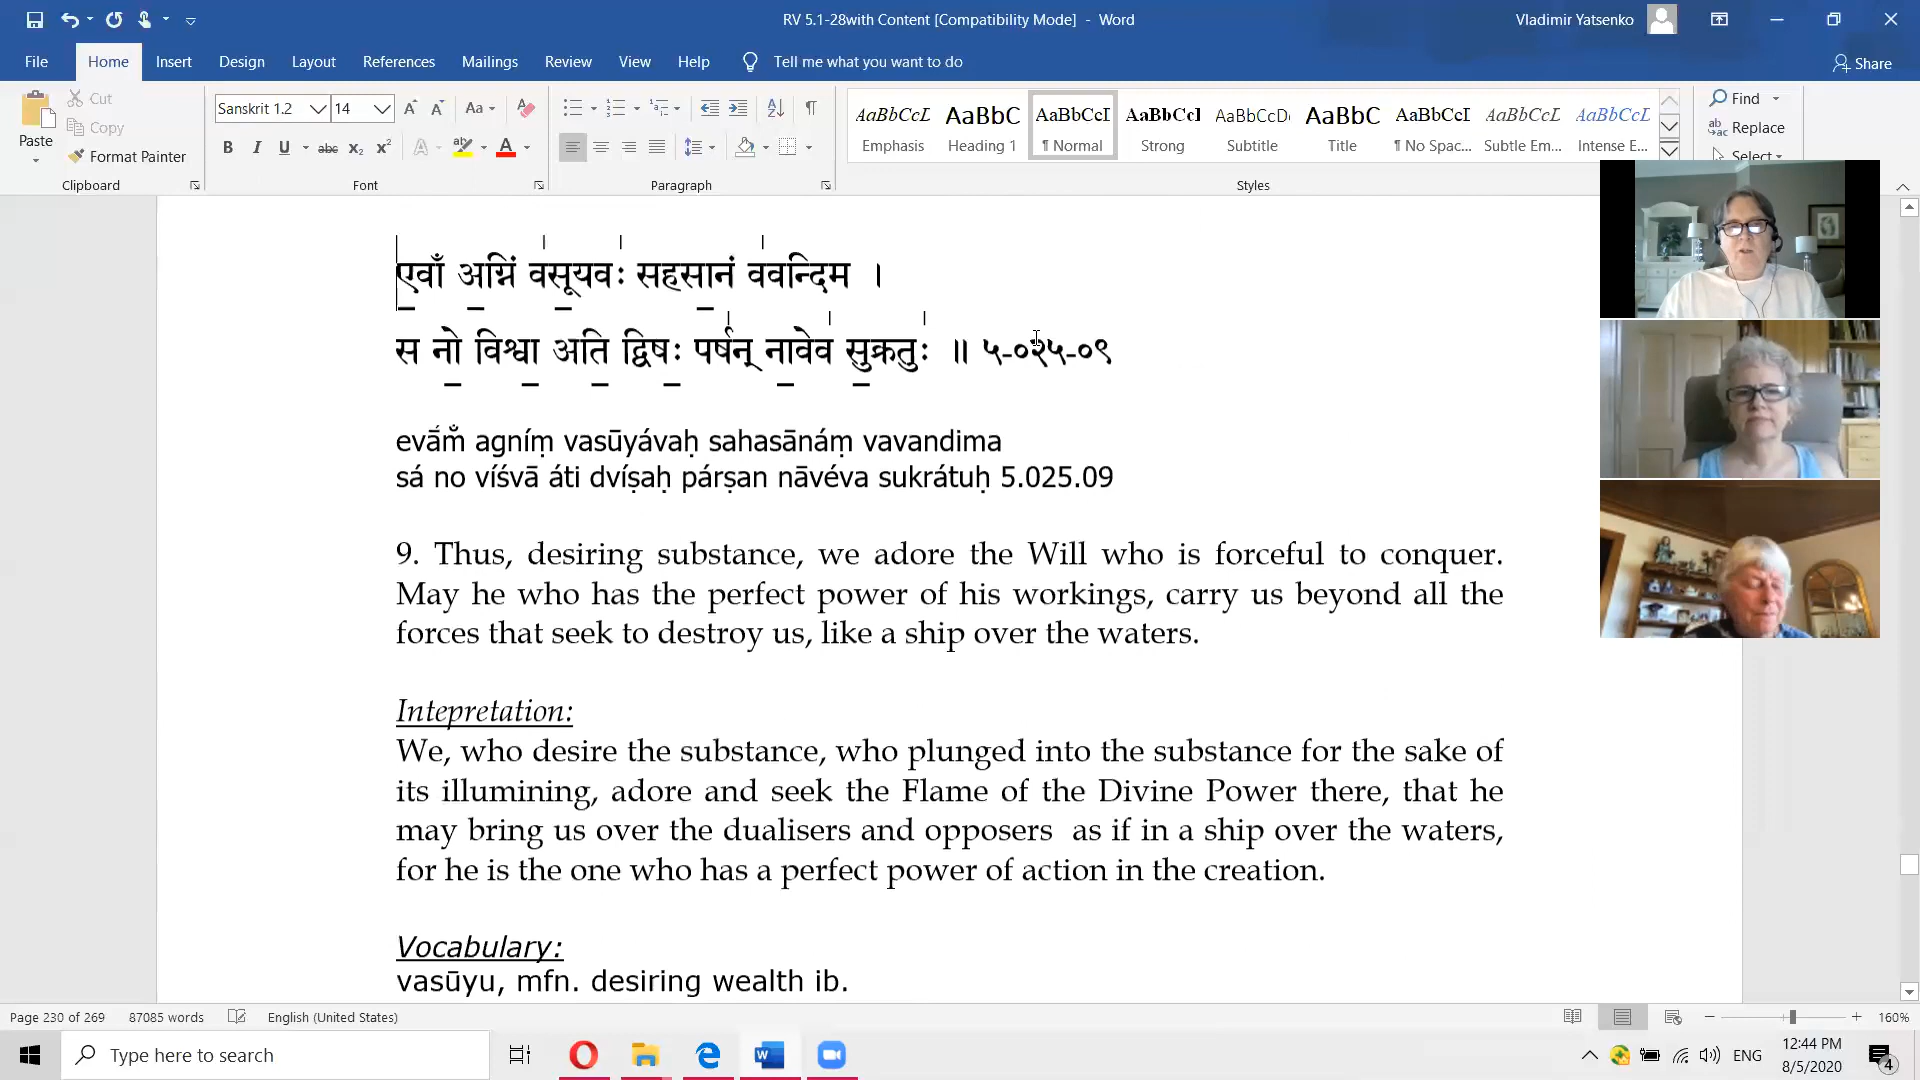 RV 5.1-28with Content [Compatibility Mode] - Word
Vladimir Yatsenko
File Home Insert Design Layout References Mailings Review View Help Tell me what you want to do
Share
Paste
Cut
Copy
Format Painter
Clipboard
Sanskrit 1.2 14
Font
Paragraph
AaBbCcL AaBbC AaBbCcI AaBbCcI AaBbCcD AaBbC AaBbCcI AaBbCcL AaBbCcL
Emphasis Heading 1 ¶ Normal Strong Subtitle Title ¶ No Spac... Subtle Em... Intense E...
Styles
Find
Replace
Select
ए॒वाँ अ॒ग्निं व॑सू॒यवः॑ सहसा॒नं व॑वन्दिम ।
स नो॒ विश्वा॒ अति॒ द्विषः॒ पर्ष॑न् ना॒वेव॑ सु॒क्रतुः॑ ॥ ५-०२५-०९
evā́m̐ agníṃ vasūyávaḥ sahasānáṃ vavandima
sá no víśvā áti dvíṣaḥ párṣan nāvéva sukrátuḥ 5.025.09
9. Thus, desiring substance, we adore the Will who is forceful to conquer.
May he who has the perfect power of his workings, carry us beyond all the
forces that seek to destroy us, like a ship over the waters.
Intepretation:
We, who desire the substance, who plunged into the substance for the sake of
its illumining, adore and seek the Flame of the Divine Power there, that he
may bring us over the dualisers and opposers as if in a ship over the waters,
for he is the one who has a perfect power of action in the creation.
Vocabulary:
vasūyu, mfn. desiring wealth ib.
Page 230 of 269 87085 words English (United States) 160%
Type here to search
ENG
12:44 PM
8/5/2020
4